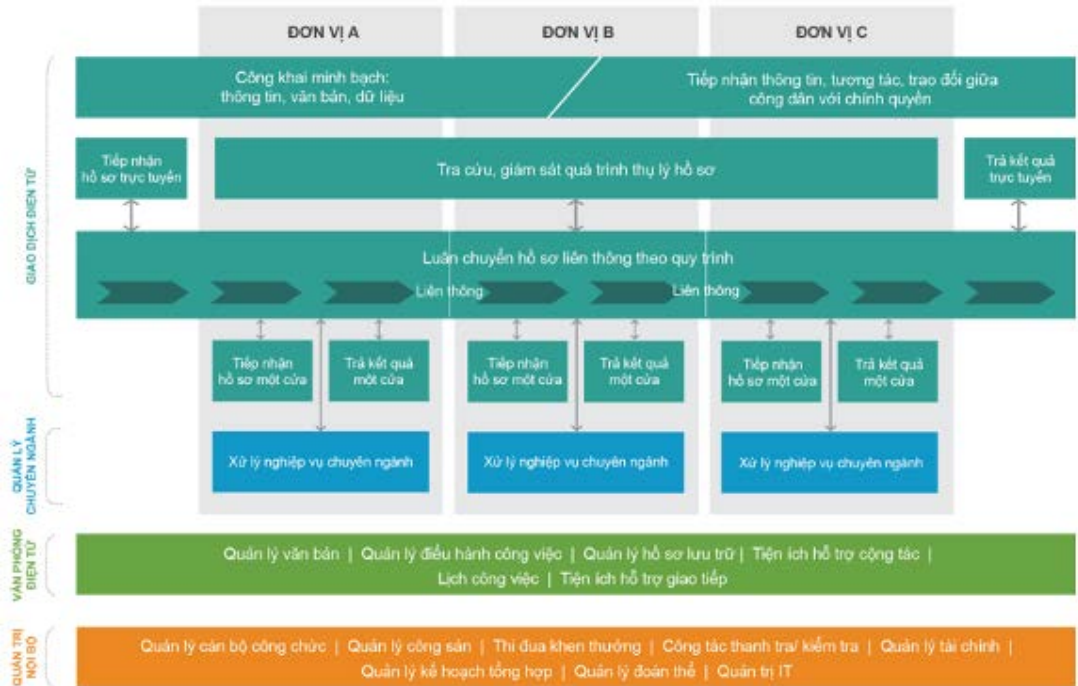 ĐƠN VỊ A
ĐƠN VỊ B
ĐƠN VỊ C
GIAO DỊCH ĐIỆN TỬ
Công khai minh bạch:
thông tin, văn bản, dữ liệu
Tiếp nhận thông tin, tương tác, trao đổi giữa
công dân với chính quyền
Tiếp nhận
hồ sơ trực tuyến
Tra cứu, giám sát quá trình thụ lý hồ sơ
Trả kết quả
trực tuyến
Luân chuyển hồ sơ liên thông theo quy trình
Liên thông
Liên thông
Tiếp nhận
hồ sơ một cửa
Trả kết quả
một cửa
Tiếp nhận
hồ sơ một cửa
Trả kết quả
một cửa
Tiếp nhận
hồ sơ một cửa
Trả kết quả
một cửa
QUẢN LÝ
CHUYÊN NGÀNH
Xử lý nghiệp vụ chuyên ngành
Xử lý nghiệp vụ chuyên ngành
Xử lý nghiệp vụ chuyên ngành
VĂN PHÒNG
ĐIỆN TỬ
Quản lý văn bản | Quản lý điều hành công việc | Quản lý hồ sơ lưu trữ | Tiện ích hỗ trợ cộng tác |
Lịch công việc | Tiện ích hỗ trợ giao tiếp
QUẢN TRỊ
NỘI BỘ
Quản lý cán bộ công chức | Quản lý công sản | Thi đua khen thưởng | Công tác thanh tra/ kiểm tra | Quản lý tài chính |
Quản lý kế hoạch tổng hợp | Quản lý đoàn thể | Quản trị IT